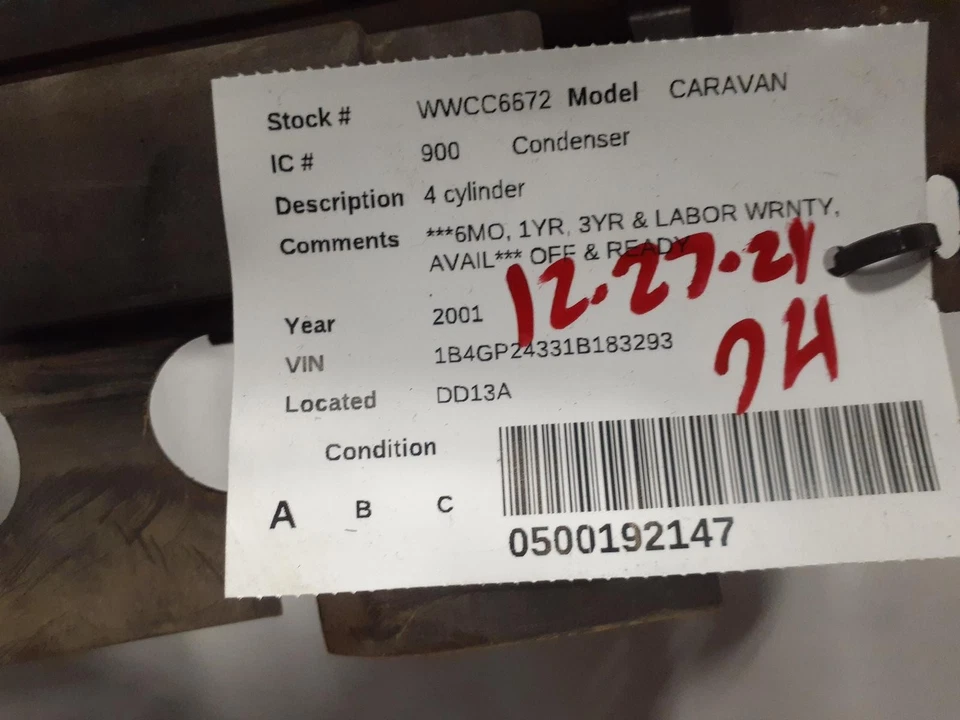 Stock # WWCC6672 Model CARAVAN
IC # 900 Condenser
Description 4 cylinder
Comments ***6MO, 1YR, 3YR & LABOR WRNTY,
AVAIL*** OFF & READY
12.27.21
Year 2001
VIN 1B4GP24331B183293
Located DD13A
Condition
A B C
0500192147